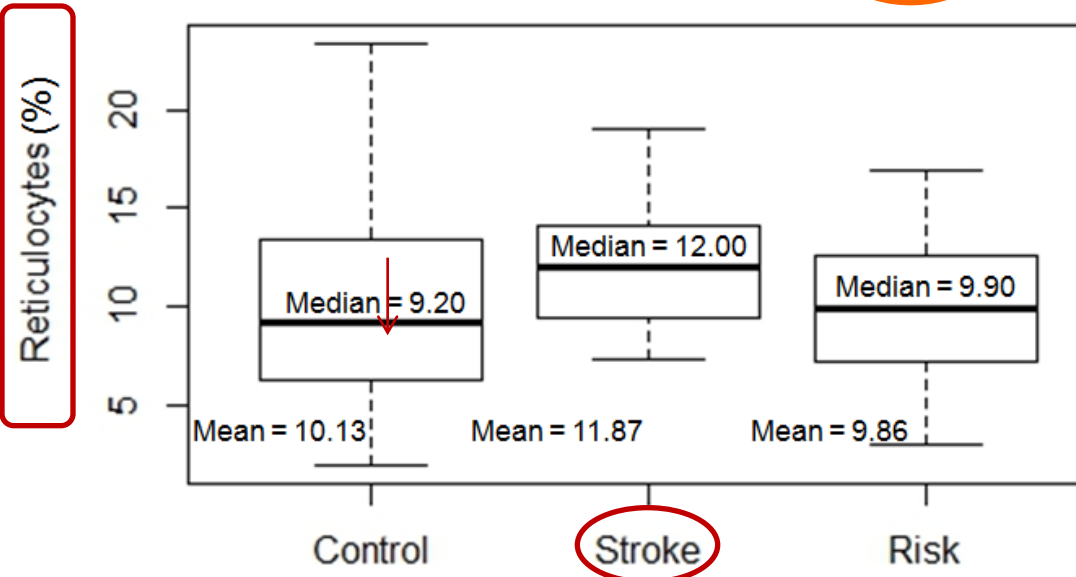 Reticulocytes (%)
20
15
10
5
Median = 9.20
Median = 12.00
Median = 9.90
Mean = 10.13
Mean = 11.87
Mean = 9.86
Control
Stroke
Risk